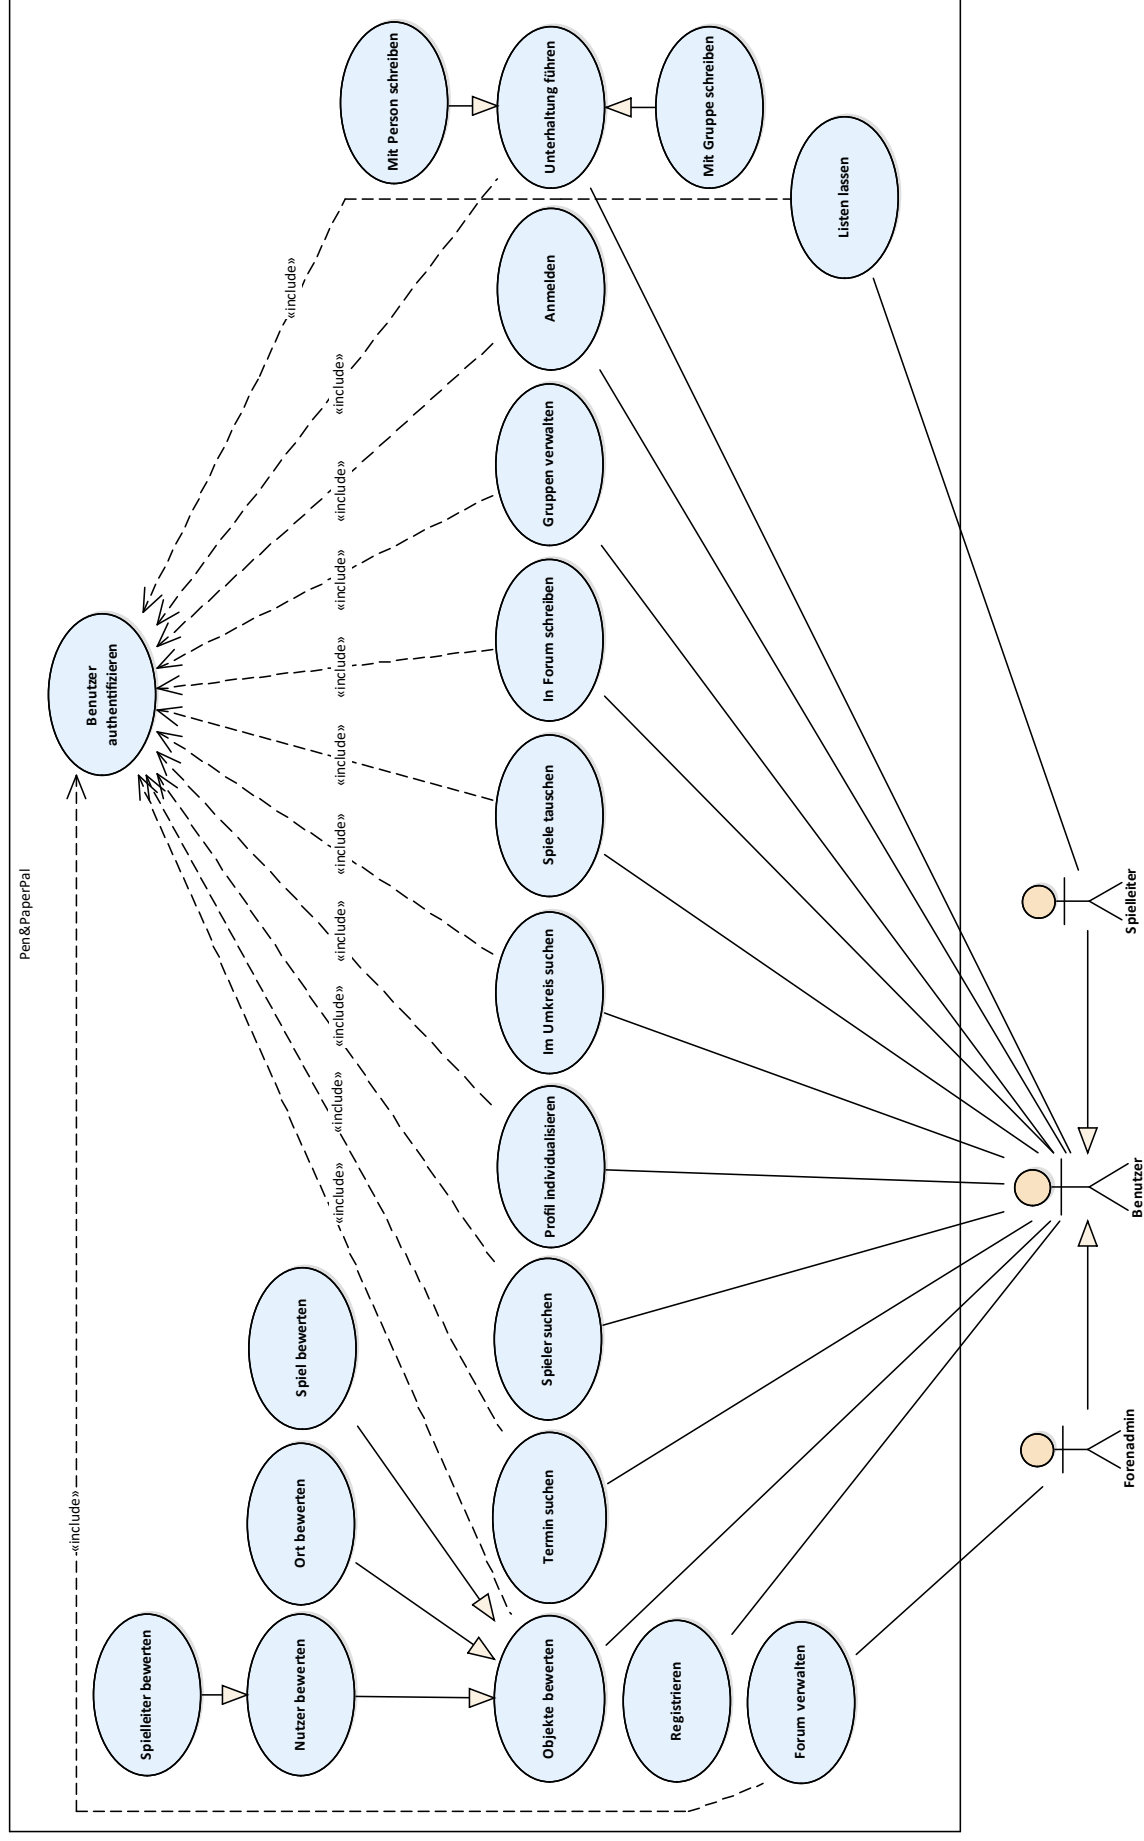 Pen&PaperPal
Benutzer
authentifizieren
Mit Person schreiben
Unterhaltung führen
Mit Gruppe schreiben
Listen lassen
Anmelden
Gruppen verwalten
In Forum schreiben
Spiele tauschen
Im Umkreis suchen
Profil individualisieren
Spieler suchen
Termin suchen
Objekte bewerten
Spiel bewerten
Ort bewerten
Nutzer bewerten
Spielleiter bewerten
Registrieren
Forum verwalten
«include»
«include»
«include»
«include»
«include»
«include»
«include»
«include»
«include»
«include»
«include»
«include»
Spielleiter
Benutzer
Forenadmin